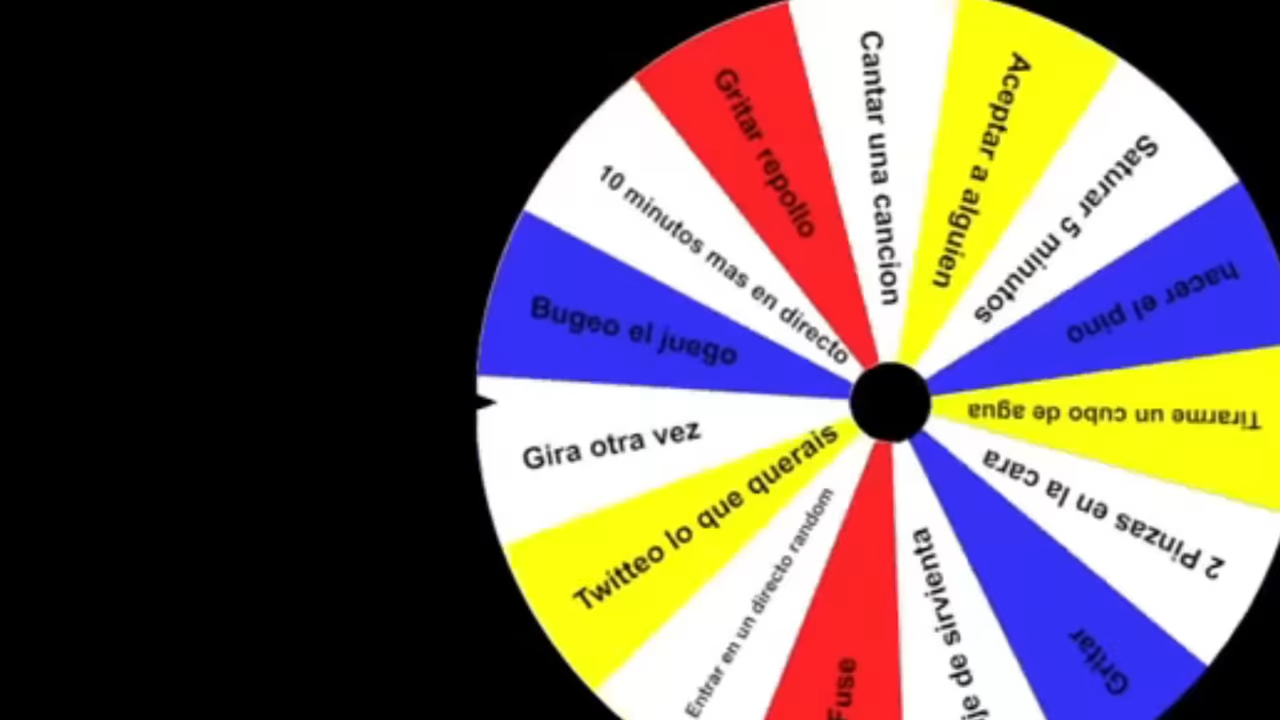 Cantar una cancion
Aceptar a alguien
Saturar 5 minutos
hacer el pino
Tirarme un cubo de agua
2 Pinzas en la cara
Gritar
de sirvienta
Fuse
Entrar en un directo random
Twitteo lo que querais
Gira otra vez
Bugeo el juego
10 minutos mas en directo
Gritar repollo